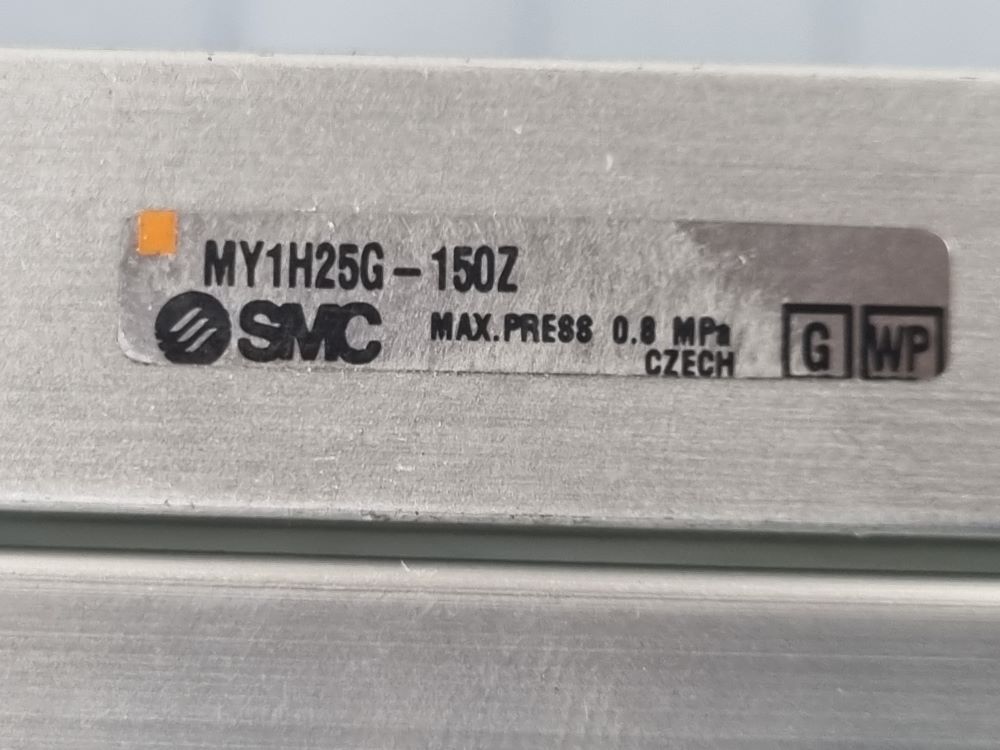 MY1H25G-150Z
SMC MAX.PRESS 0.8 MPa
CZECH
G WP